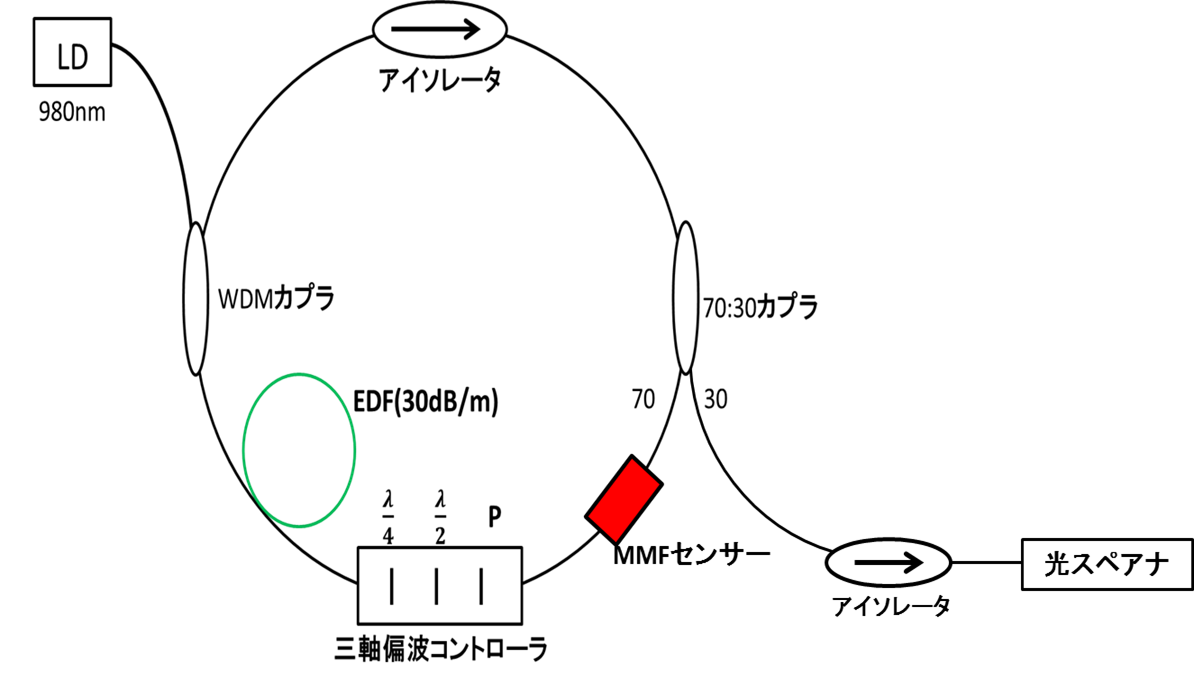 LD
980nm
アイソレータ
WDMカプラ
70:30カプラ
EDF(30dB/m)
70
30
λ
4
λ
2
P
MMFセンサー
光スペアナ
アイソレータ
三軸偏波コントローラ